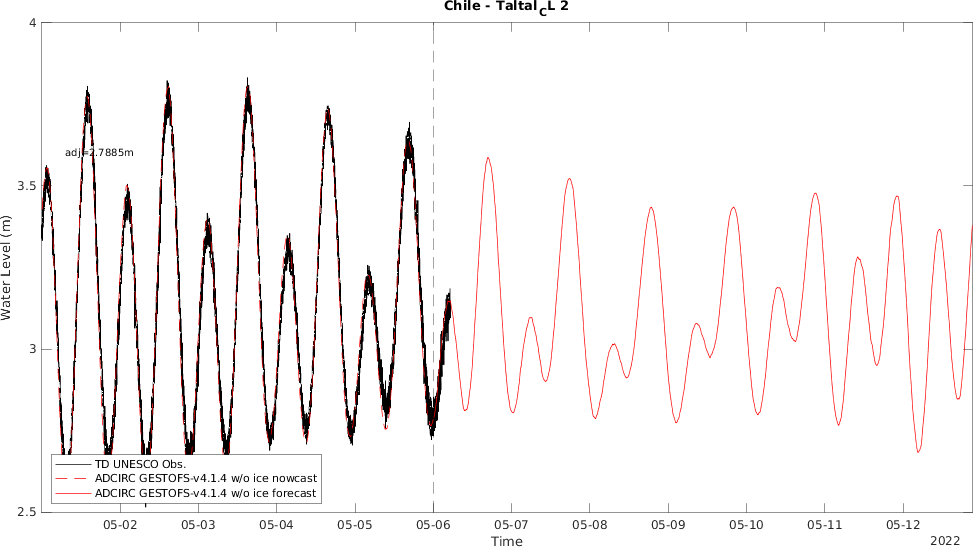 Chile - Taltal_CL 2
4
3.5
3
2.5
Water Level (m)
adj=2.7885m
TD UNESCO Obs.
ADCIRC GESTOFS-v4.1.4 w/o ice nowcast
ADCIRC GESTOFS-v4.1.4 w/o ice forecast
05-02 05-03 05-04 05-05 05-06 05-07 05-08 05-09 05-10 05-11 05-12
Time
2022